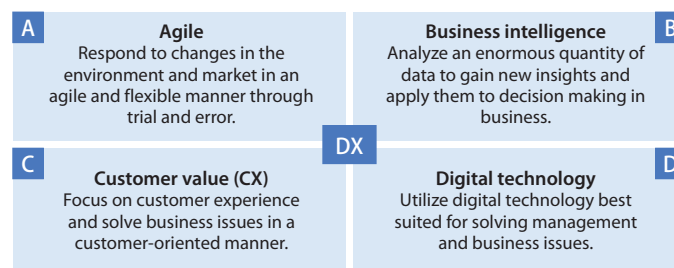 A
Agile
Respond to changes in the
environment and market in an
agile and flexible manner through
trial and error.
B
Business intelligence
Analyze an enormous quantity of
data to gain new insights and
apply them to decision making in
business.
DX
C
Customer value (CX)
Focus on customer experience
and solve business issues in a
customer-oriented manner.
D
Digital technology
Utilize digital technology best
suited for solving management
and business issues.